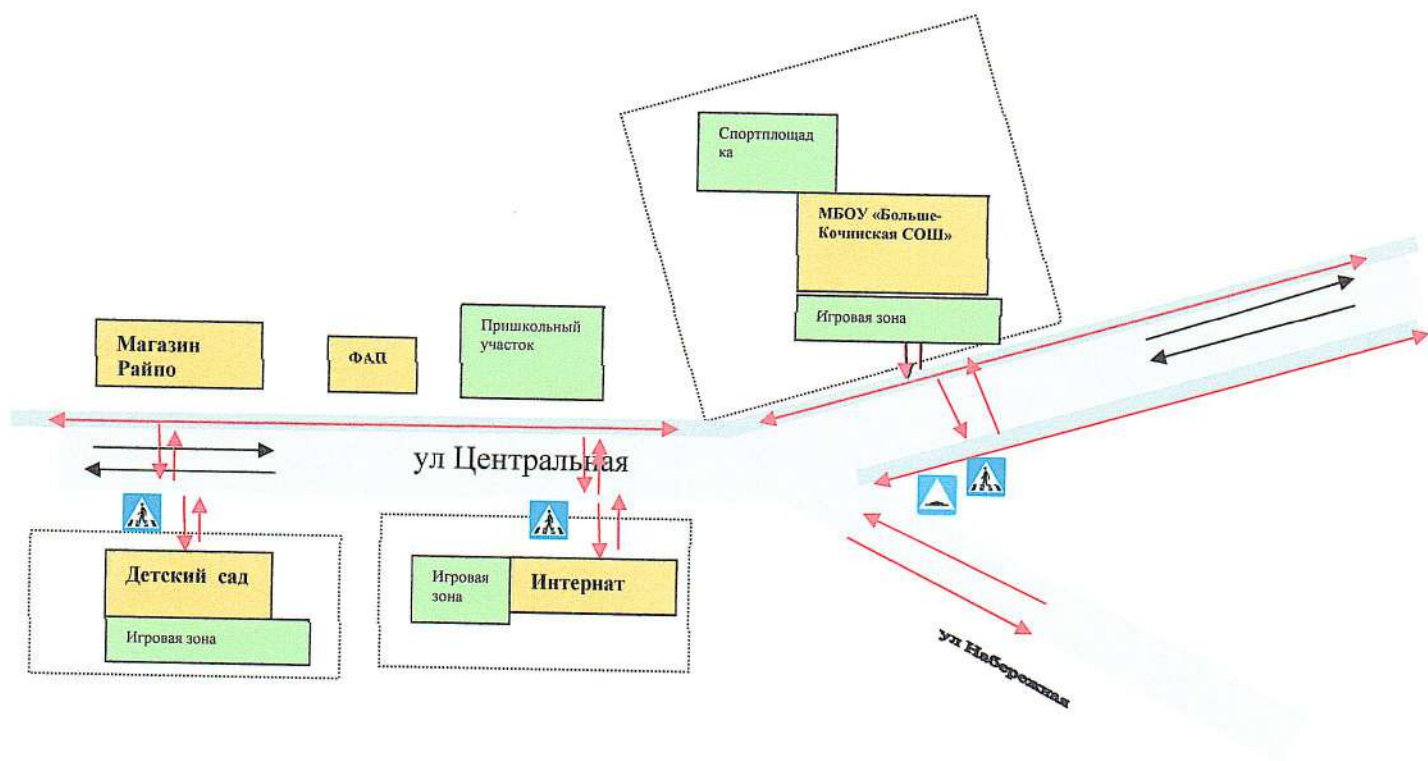 Спортплощад
ка
МБОУ «Больше-
Кочинская СОШ»
Игровая зона
Магазин
Райпо
ФАП
Пришкольный
участок
ул Центральная
Детский сад
Игровая зона
Игровая
зона
Интернат
ул Набережная